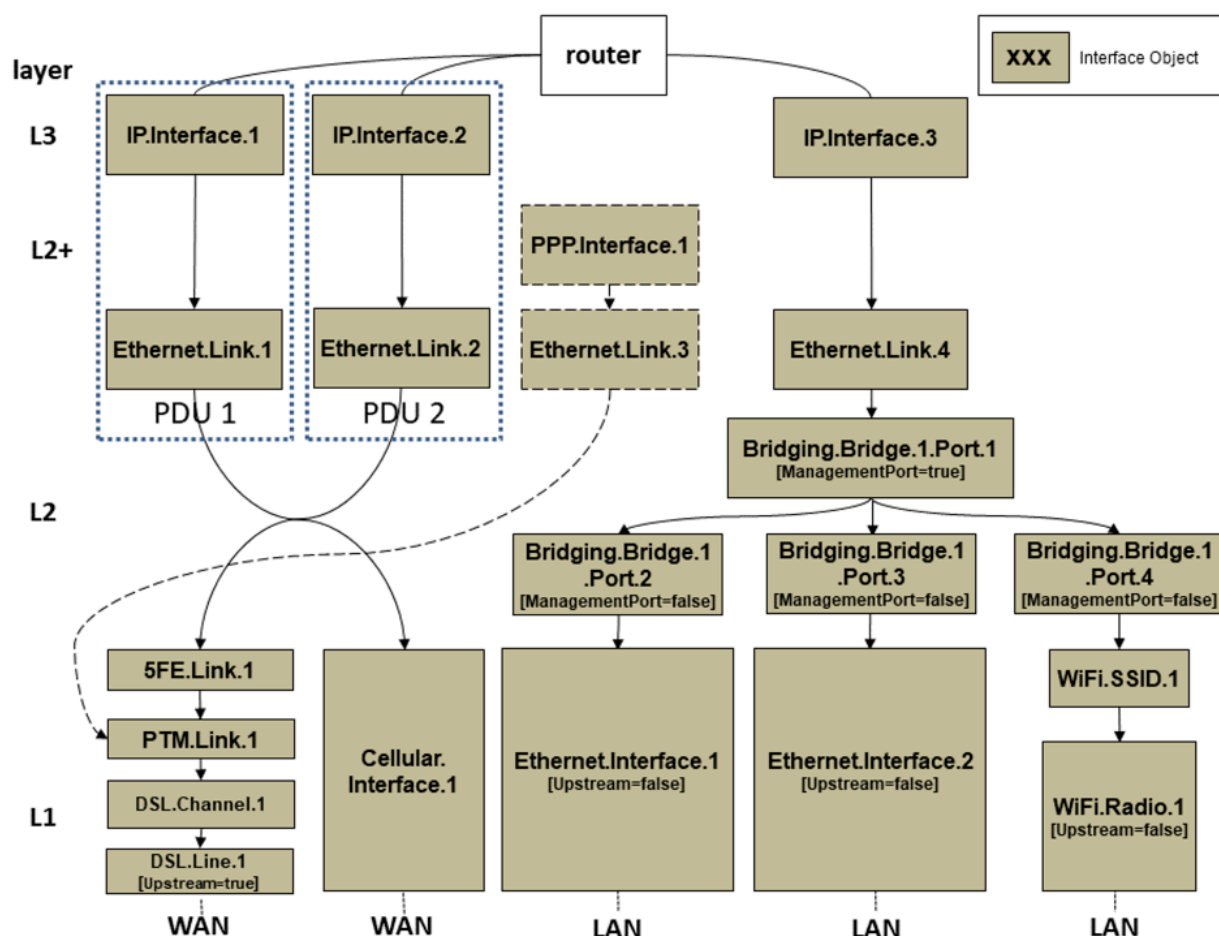 router
XXX
Interface Object
layer
L3
IP.Interface.1
IP.Interface.2
IP.Interface.3
L2+
PPP.Interface.1
Ethernet.Link.1
Ethernet.Link.2
Ethernet.Link.3
Ethernet.Link.4
PDU 1
PDU 2
Bridging.Bridge.1.Port.1
[ManagementPort=true]
L2
Bridging.Bridge.1
.Port.2
[ManagementPort=false]
Bridging.Bridge.1
.Port.3
[ManagementPort=false]
Bridging.Bridge.1
.Port.4
[ManagementPort=false]
5FE.Link.1
PTM.Link.1
Cellular.
Interface.1
Ethernet.Interface.1
[Upstream=false]
Ethernet.Interface.2
[Upstream=false]
WiFi.SSID.1
L1
DSL.Channel.1
WiFi.Radio.1
[Upstream=false]
DSL.Line.1
[Upstream=true]
WAN
WAN
LAN
LAN
LAN